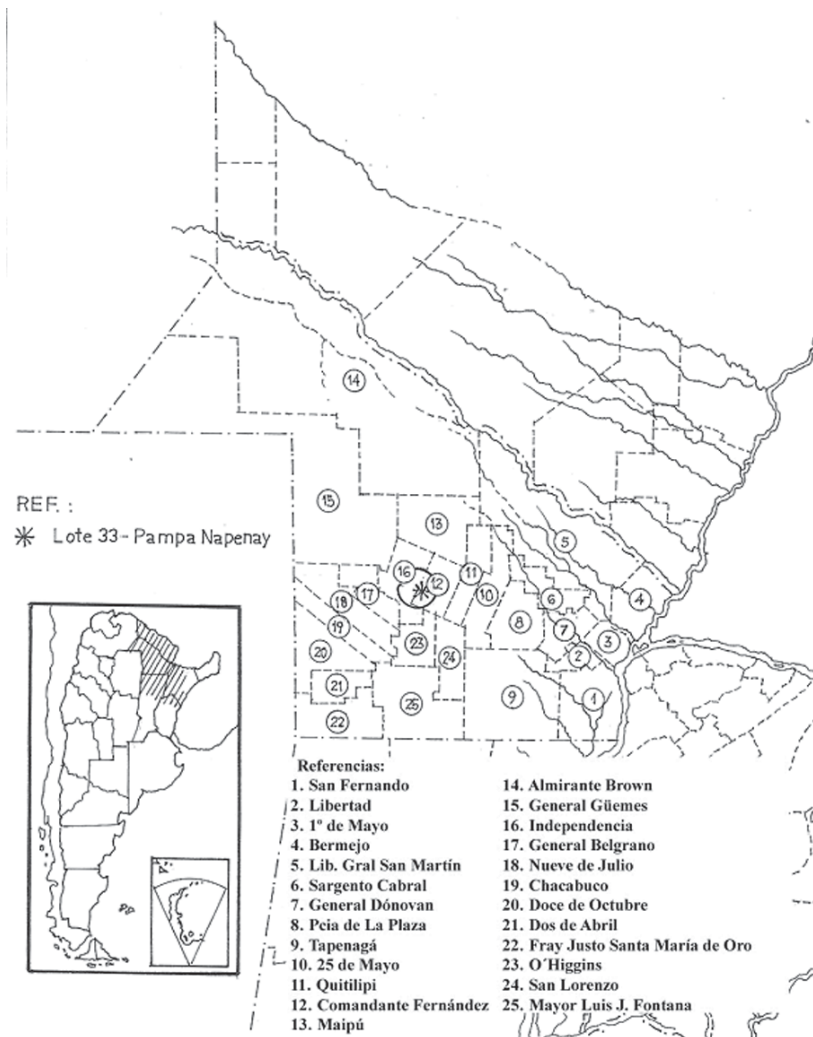 14
15
13
5
16
12
11
10
4
18
17
6
8
19
7
3
23
2
20
24
21
9
1
25
22
REF. :
Lote 33 - Pampa Napenay
Referencias:
1. San Fernando
2. Libertad
3. 1º de Mayo
4. Bermejo
5. Lib. Gral San Martín
6. Sargento Cabral
7. General Dónovan
8. Pcia de La Plaza
9. Tapenagá
10. 25 de Mayo
11. Quitilipi
12. Comandante Fernández
13. Maipú
14. Almirante Brown
15. General Güemes
16. Independencia
17. General Belgrano
18. Nueve de Julio
19. Chacabuco
20. Doce de Octubre
21. Dos de Abril
22. Fray Justo Santa María de Oro
23. O´Higgins
24. San Lorenzo
25. Mayor Luis J. Fontana